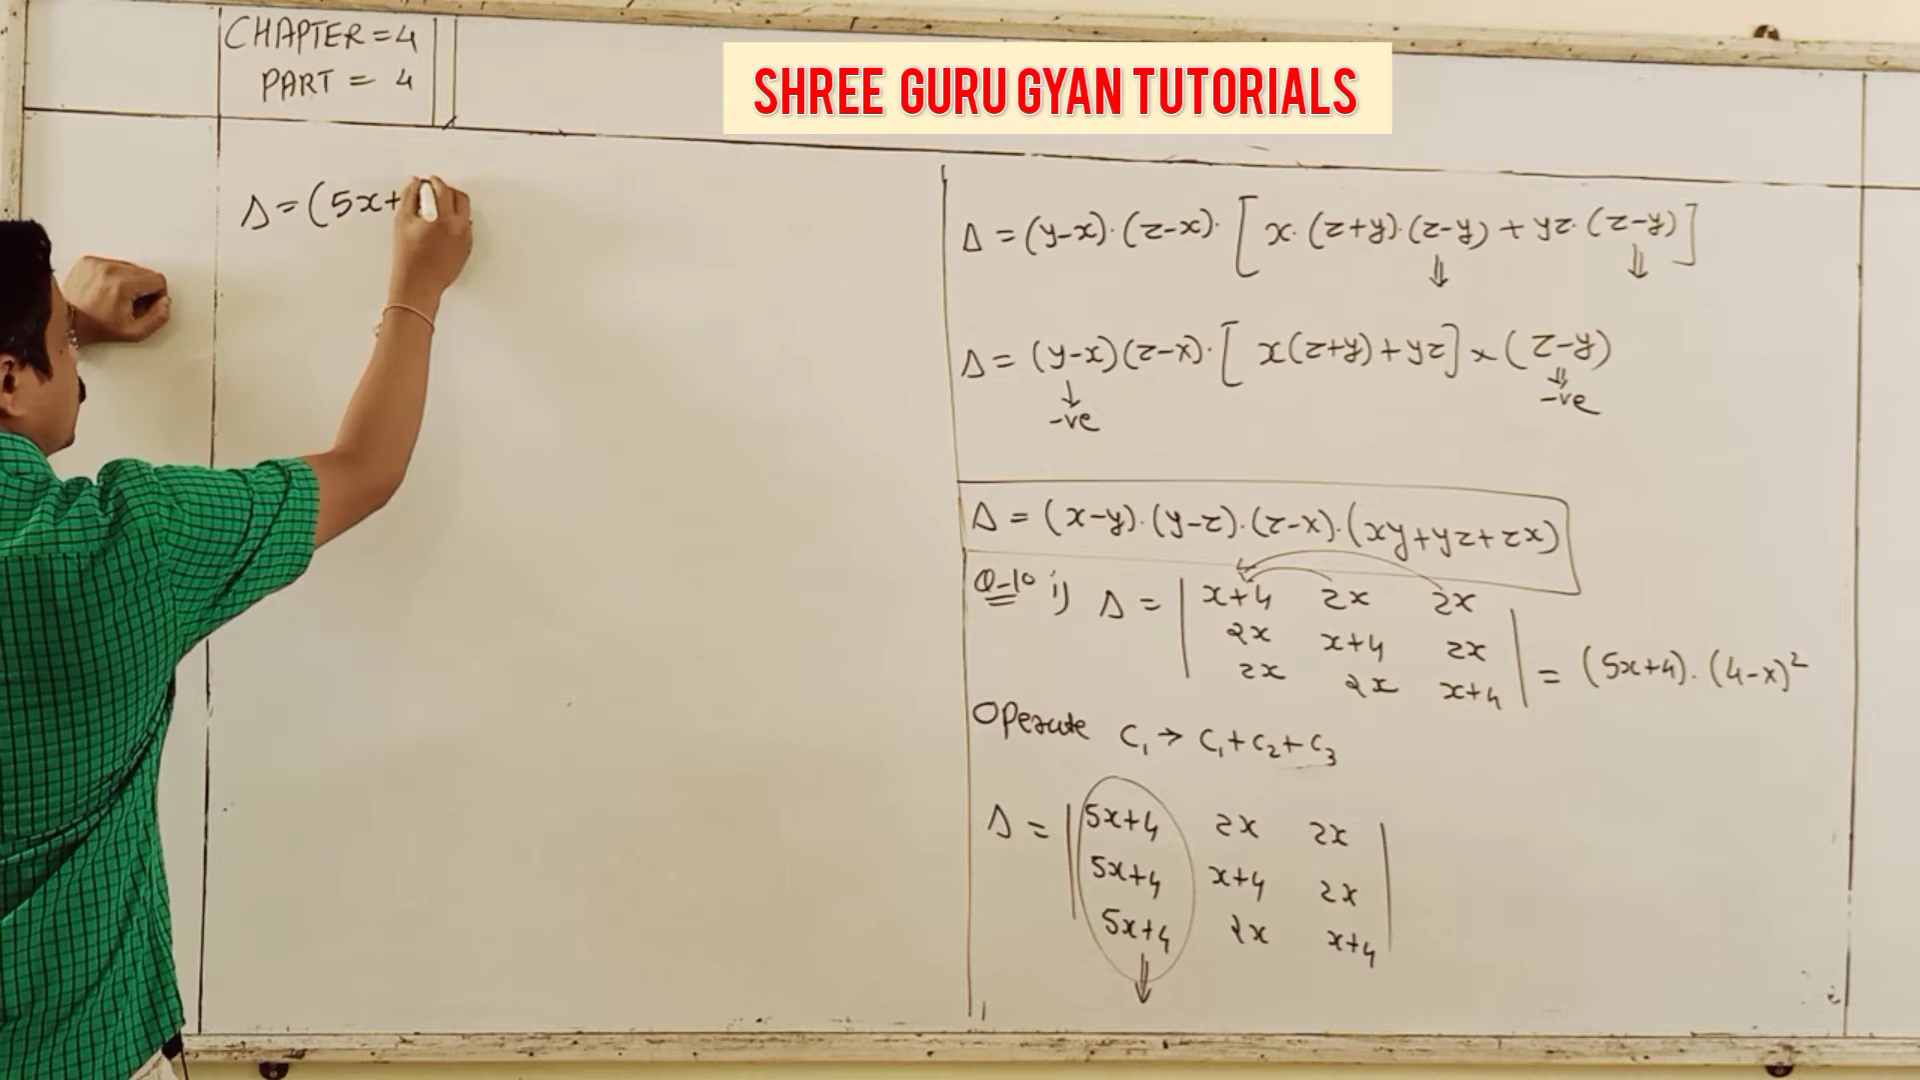 CHAPTER = 4
PART = 4
SHREE GURU GYAN TUTORIALS
Δ = (5x+
Δ = (y-x)·(z-x)·[x·(z+y)·(z-y) + yz·(z-y)]
⇓ ⇓
Δ = (y-x)(z-x)·[x(z+y)+yz] × (z-y)
↓ ⇓
-ve -ve
Δ = (x-y)·(y-z)·(z-x)·(xy+yz+zx)
Q-10 i) Δ = | x+4 2x 2x |
| 2x x+4 2x |
| 2x 2x x+4 | = (5x+4)·(4-x)²
Operate C₁ → C₁+C₂+C₃
Δ = | 5x+4 2x 2x |
| 5x+4 x+4 2x |
| 5x+4 2x x+4 |
⇓